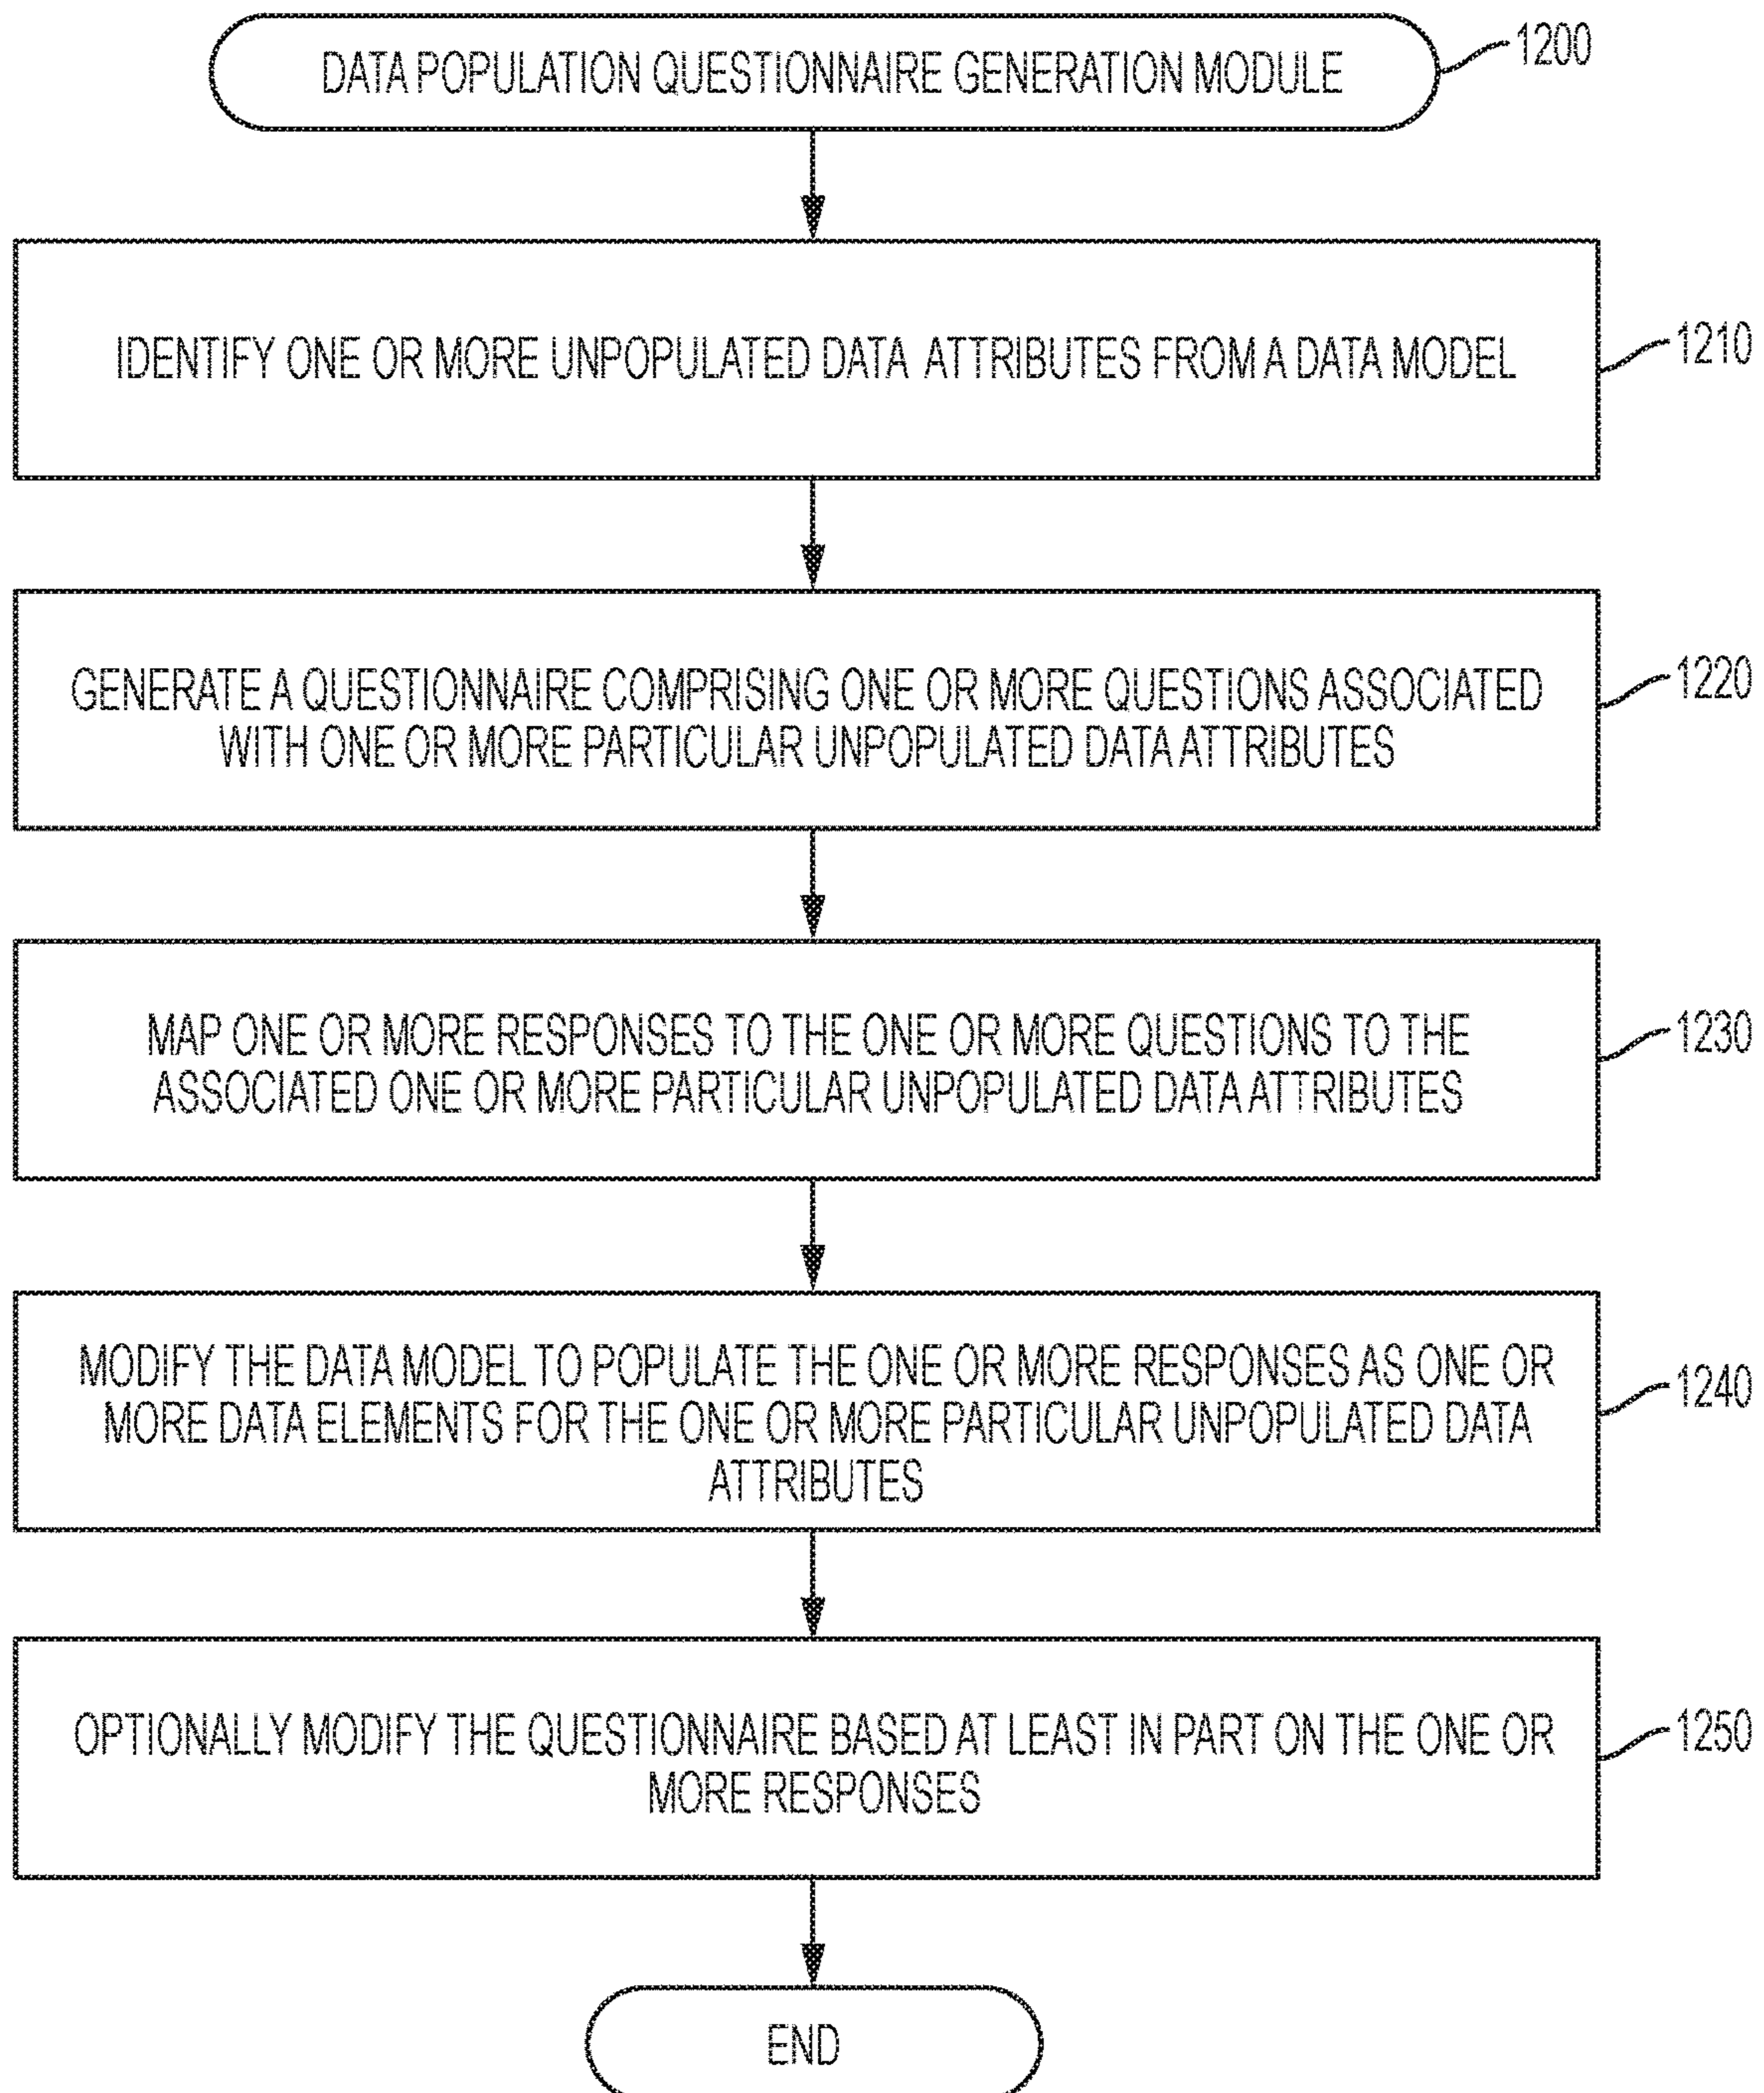 DATA POPULATION QUESTIONNAIRE GENERATION MODULE
1200
IDENTIFY ONE OR MORE UNPOPULATED DATA ATTRIBUTES FROM A DATA MODEL
1210
GENERATE A QUESTIONNAIRE COMPRISING ONE OR MORE QUESTIONS ASSOCIATED
WITH ONE OR MORE PARTICULAR UNPOPULATED DATA ATTRIBUTES
1220
MAP ONE OR MORE RESPONSES TO THE ONE OR MORE QUESTIONS TO THE
ASSOCIATED ONE OR MORE PARTICULAR UNPOPULATED DATA ATTRIBUTES
1230
MODIFY THE DATA MODEL TO POPULATE THE ONE OR MORE RESPONSES AS ONE OR
MORE DATA ELEMENTS FOR THE ONE OR MORE PARTICULAR UNPOPULATED DATA
ATTRIBUTES
1240
OPTIONALLY MODIFY THE QUESTIONNAIRE BASED AT LEAST IN PART ON THE ONE OR
MORE RESPONSES
1250
END